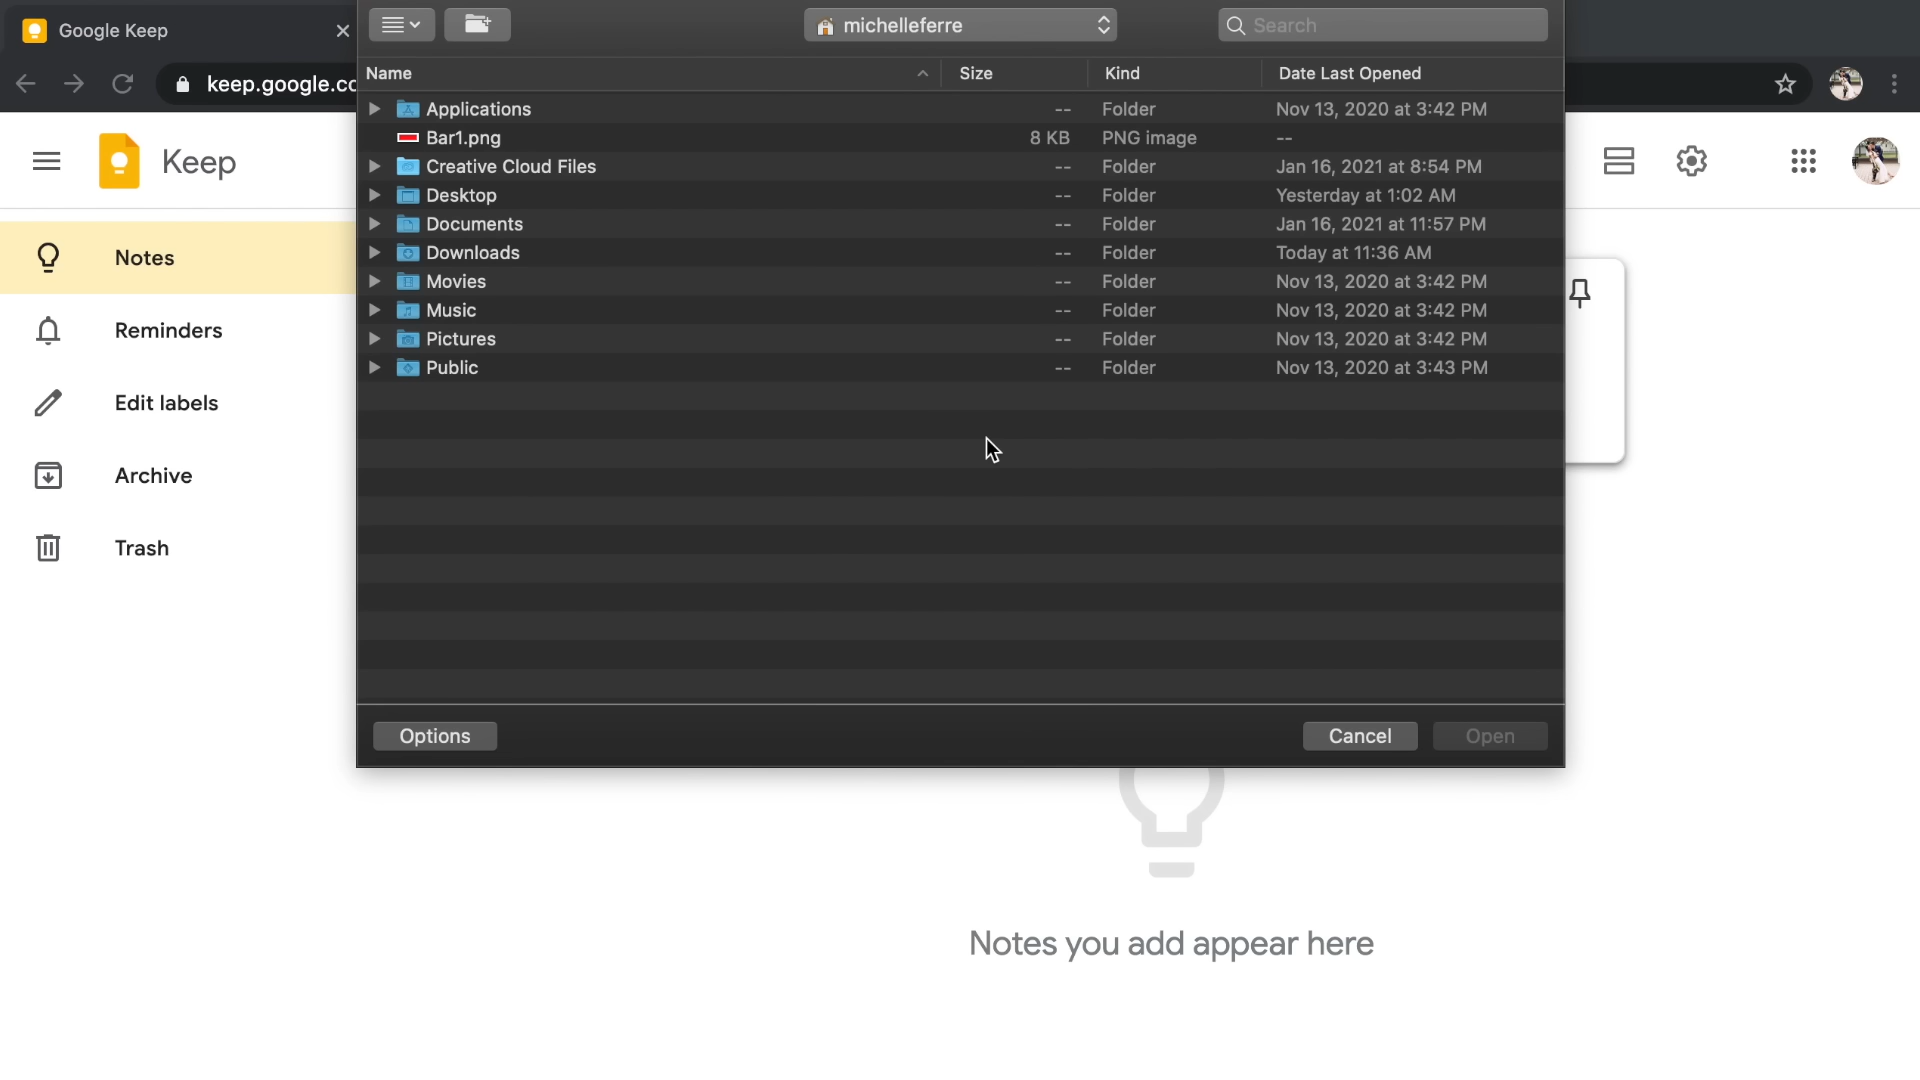 Google Keep
michelleferre
Search
keep.google.co
Name Size Kind Date Last Opened
Applications -- Folder Nov 13, 2020 at 3:42 PM
Bar1.png 8 KB PNG image --
Creative Cloud Files -- Folder Jan 16, 2021 at 8:54 PM
Desktop -- Folder Yesterday at 1:02 AM
Documents -- Folder Jan 16, 2021 at 11:57 PM
Downloads -- Folder Today at 11:36 AM
Movies -- Folder Nov 13, 2020 at 3:42 PM
Music -- Folder Nov 13, 2020 at 3:42 PM
Pictures -- Folder Nov 13, 2020 at 3:42 PM
Public -- Folder Nov 13, 2020 at 3:43 PM
Options
Cancel
Open
Keep
Notes
Reminders
Edit labels
Archive
Trash
Notes you add appear here